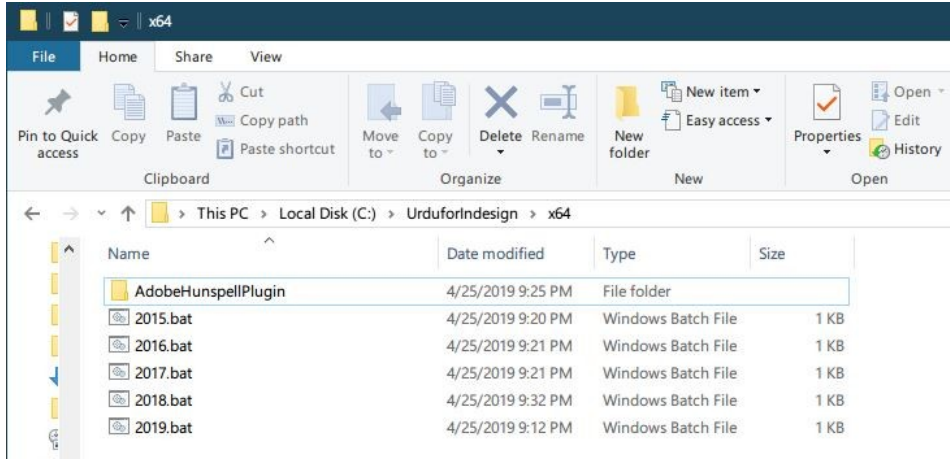 x64
File Home Share View
Pin to Quick access
Copy
Paste
Cut
Copy path
Paste shortcut
Clipboard
Move to
Copy to
Delete
Rename
Organize
New folder
New item
Easy access
New
Properties
Open
Edit
History
Open
This PC > Local Disk (C:) > UrduforIndesign > x64
Name Date modified Type Size
AdobeHunspellPlugin 4/25/2019 9:25 PM File folder
2015.bat 4/25/2019 9:20 PM Windows Batch File 1 KB
2016.bat 4/25/2019 9:21 PM Windows Batch File 1 KB
2017.bat 4/25/2019 9:21 PM Windows Batch File 1 KB
2018.bat 4/25/2019 9:32 PM Windows Batch File 1 KB
2019.bat 4/25/2019 9:12 PM Windows Batch File 1 KB